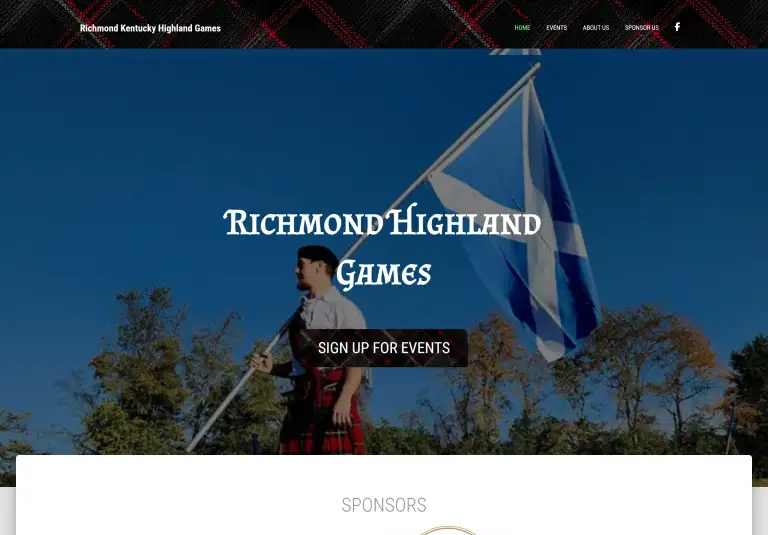 Richmond Kentucky Highland Games
HOME EVENTS ABOUT US SPONSOR US
Richmond Highland
Games
SIGN UP FOR EVENTS
SPONSORS